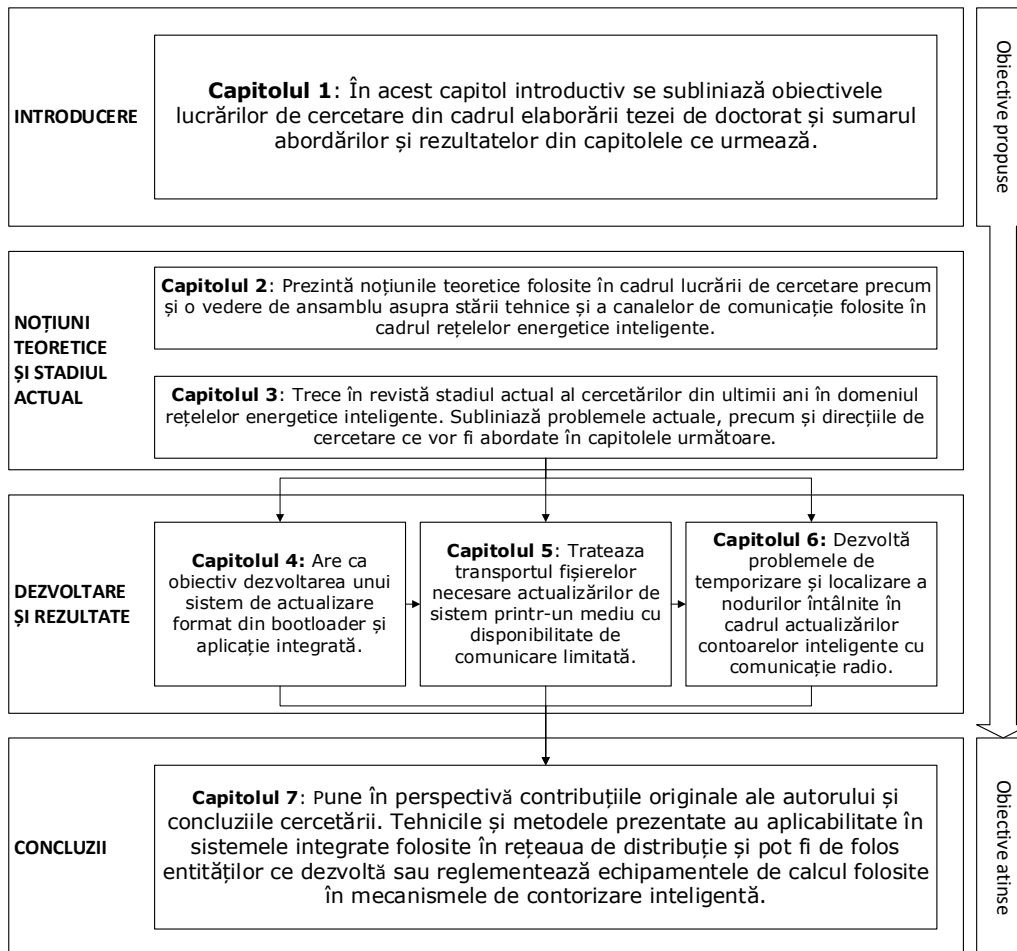 INTRODUCERE
Capitolul 1: În acest capitol introductiv se subliniază obiectivele
lucrărilor de cercetare din cadrul elaborării tezei de doctorat și sumarul
abordărilor și rezultatelor din capitolele ce urmează.
Obiective propuse
NOȚIUNI
TEORETICE
ȘI STADIUL
ACTUAL
Capitolul 2: Prezintă noțiunile teoretice folosite în cadrul lucrării de cercetare precum
și o vedere de ansamblu asupra stării tehnice și a canalelor de comunicație folosite în
cadrul rețelelor energetice inteligente.
Capitolul 3: Trece în revistă stadiul actual al cercetărilor din ultimii ani în domeniul
rețelelor energetice inteligente. Subliniază problemele actuale, precum și direcțiile de
cercetare ce vor fi abordate în capitolele următoare.
DEZVOLTARE
ȘI REZULTATE
Capitolul 4: Are ca
obiectiv dezvoltarea unui
sistem de actualizare
format din bootloader și
aplicație integrată.
Capitolul 5: Trateaza
transportul fișierelor
necesare actualizărilor de
sistem printr-un mediu cu
disponibilitate de
comunicare limitată.
Capitolul 6: Dezvoltă
problemele de
temporizare și localizare a
nodurilor întâlnite în
cadrul actualizărilor
contoarelor inteligente cu
comunicație radio.
CONCLUZII
Capitolul 7: Pune în perspectivă contribuțiile originale ale autorului și
concluziile cercetării. Tehnicile și metodele prezentate au aplicabilitate în
sistemele integrate folosite în rețeaua de distribuție și pot fi de folos
entităților ce dezvoltă sau reglementează echipamentele de calcul folosite
în mecanismele de contorizare inteligentă.
Obiective atinse